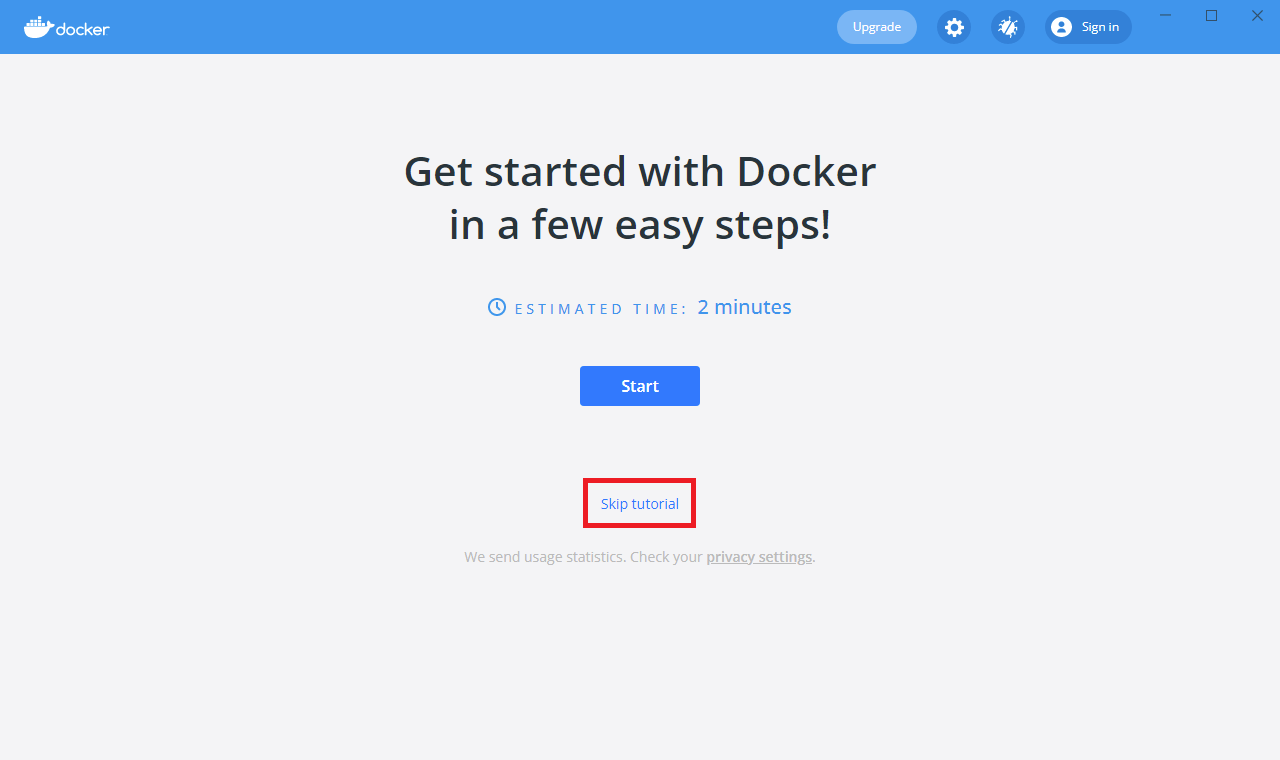 docker
Upgrade
Sign in
Get started with Docker
in a few easy steps!
ESTIMATED TIME: 2 minutes
Start
Skip tutorial
We send usage statistics. Check your privacy settings.